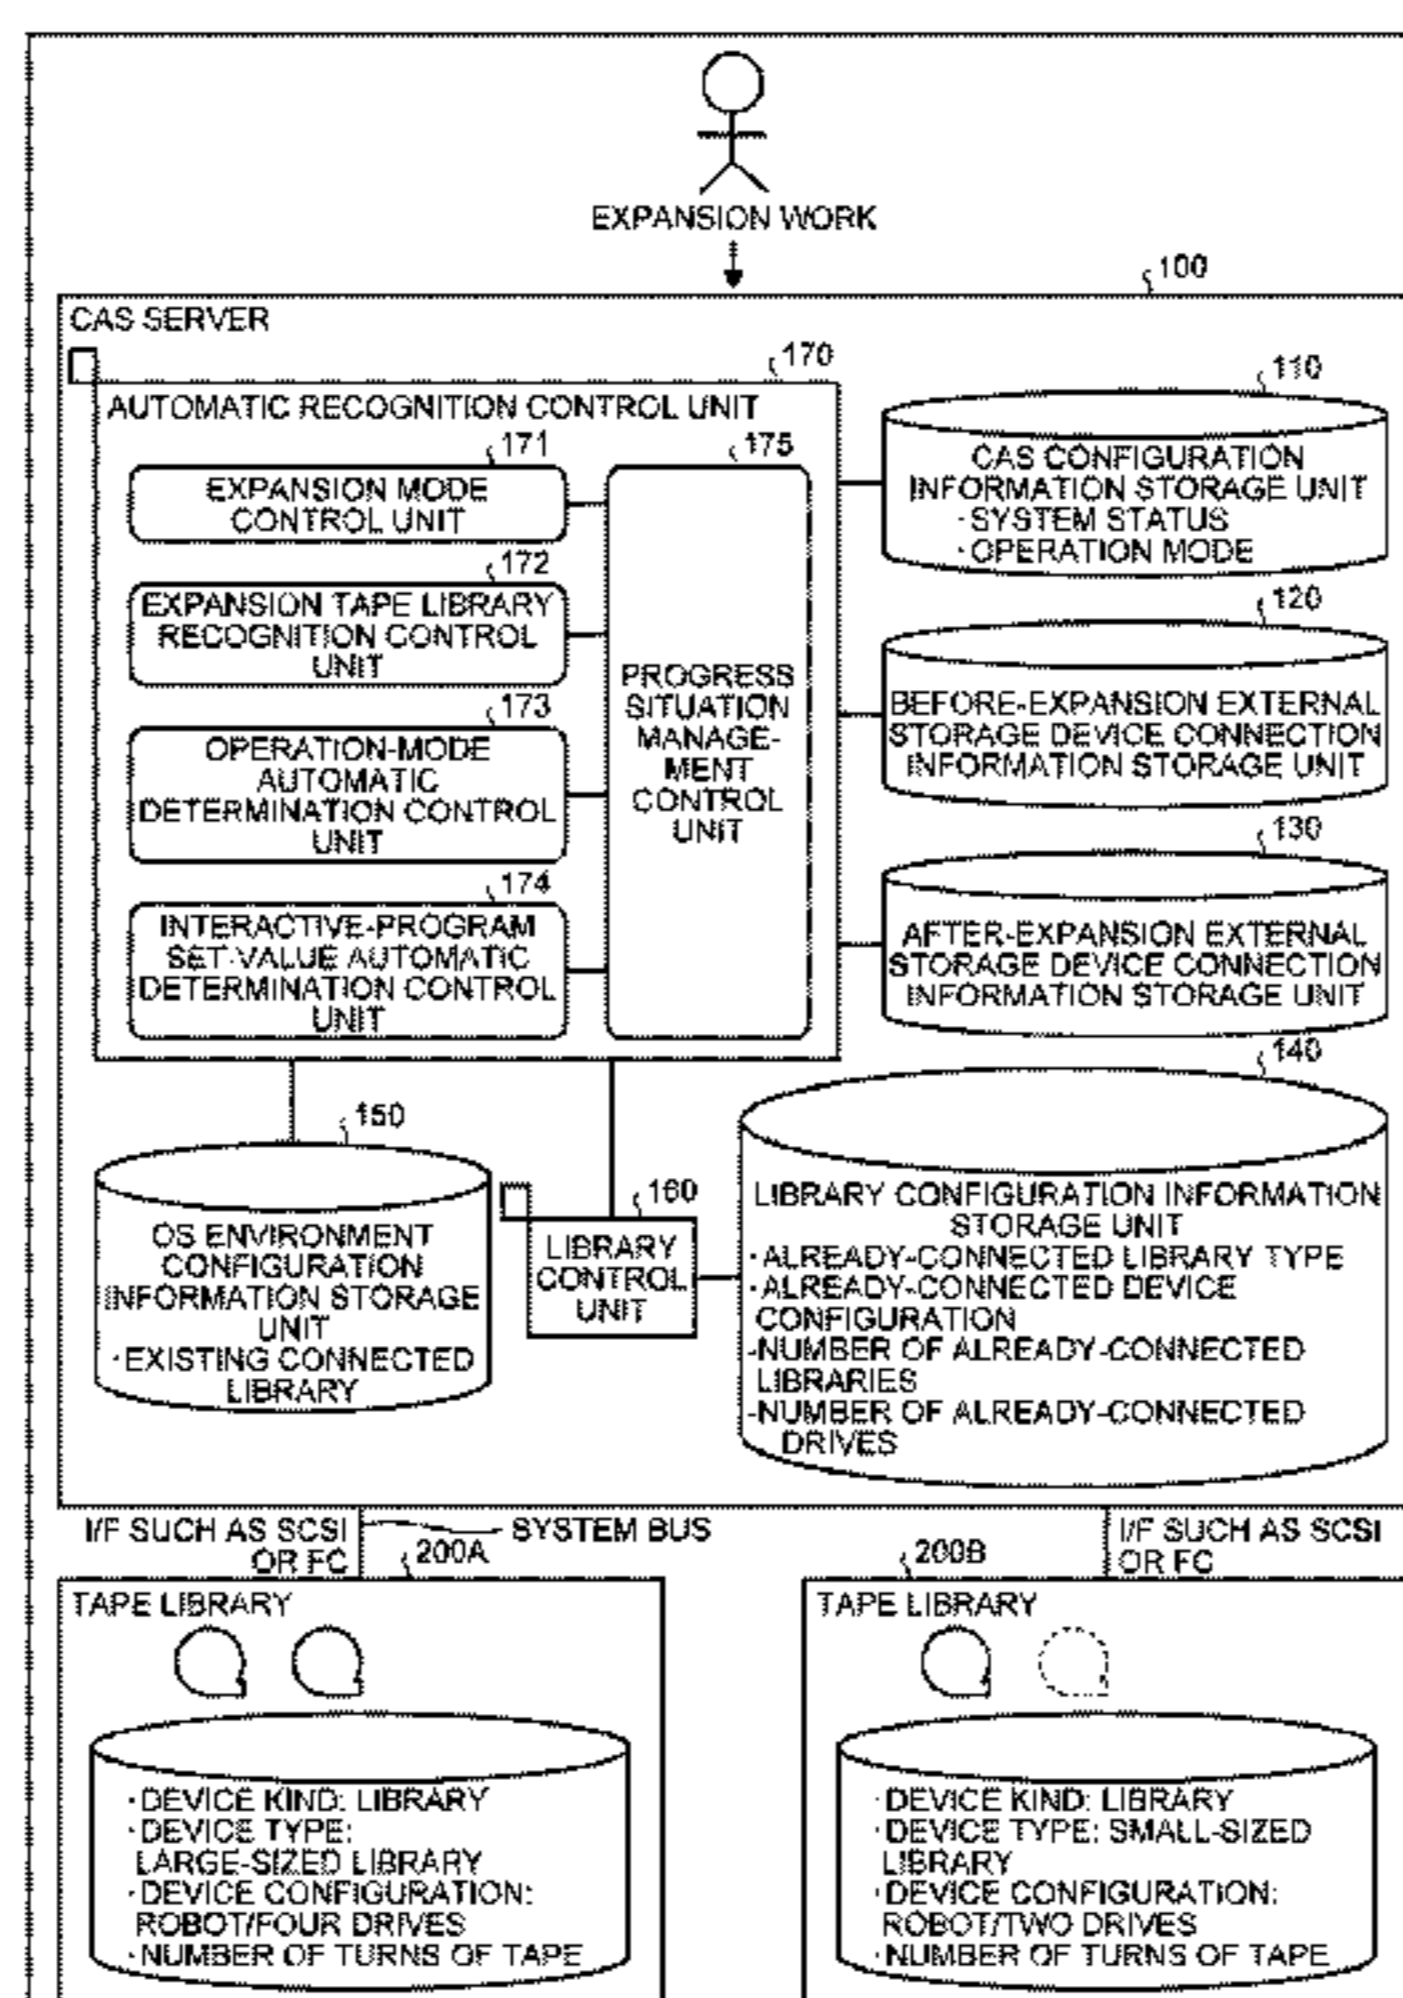 EXPANSION WORK
100
CAS SERVER
170
AUTOMATIC RECOGNITION CONTROL UNIT
171
EXPANSION MODE
CONTROL UNIT
172
EXPANSION TAPE LIBRARY
RECOGNITION CONTROL
UNIT
173
OPERATION-MODE
AUTOMATIC
DETERMINATION CONTROL
UNIT
174
INTERACTIVE-PROGRAM
SET-VALUE AUTOMATIC
DETERMINATION CONTROL
UNIT
175
PROGRESS
SITUATION
MANAGE-
MENT
CONTROL
UNIT
110
CAS CONFIGURATION
INFORMATION STORAGE UNIT
·SYSTEM STATUS
·OPERATION MODE
120
BEFORE-EXPANSION EXTERNAL
STORAGE DEVICE CONNECTION
INFORMATION STORAGE UNIT
130
AFTER-EXPANSION EXTERNAL
STORAGE DEVICE CONNECTION
INFORMATION STORAGE UNIT
140
LIBRARY CONFIGURATION INFORMATION
STORAGE UNIT
·ALREADY-CONNECTED LIBRARY TYPE
·ALREADY-CONNECTED DEVICE
CONFIGURATION
·NUMBER OF ALREADY-CONNECTED
LIBRARIES
·NUMBER OF ALREADY-CONNECTED
DRIVES
150
OS ENVIRONMENT
CONFIGURATION
INFORMATION STORAGE
UNIT
·EXISTING CONNECTED
LIBRARY
160
LIBRARY
CONTROL
UNIT
I/F SUCH AS SCSI
OR FC
SYSTEM BUS
I/F SUCH AS SCSI
OR FC
200A
TAPE LIBRARY
·DEVICE KIND: LIBRARY
·DEVICE TYPE:
LARGE-SIZED LIBRARY
·DEVICE CONFIGURATION:
ROBOT/FOUR DRIVES
·NUMBER OF TURNS OF TAPE
200B
TAPE LIBRARY
·DEVICE KIND: LIBRARY
·DEVICE TYPE: SMALL-SIZED
LIBRARY
·DEVICE CONFIGURATION:
ROBOT/TWO DRIVES
·NUMBER OF TURNS OF TAPE